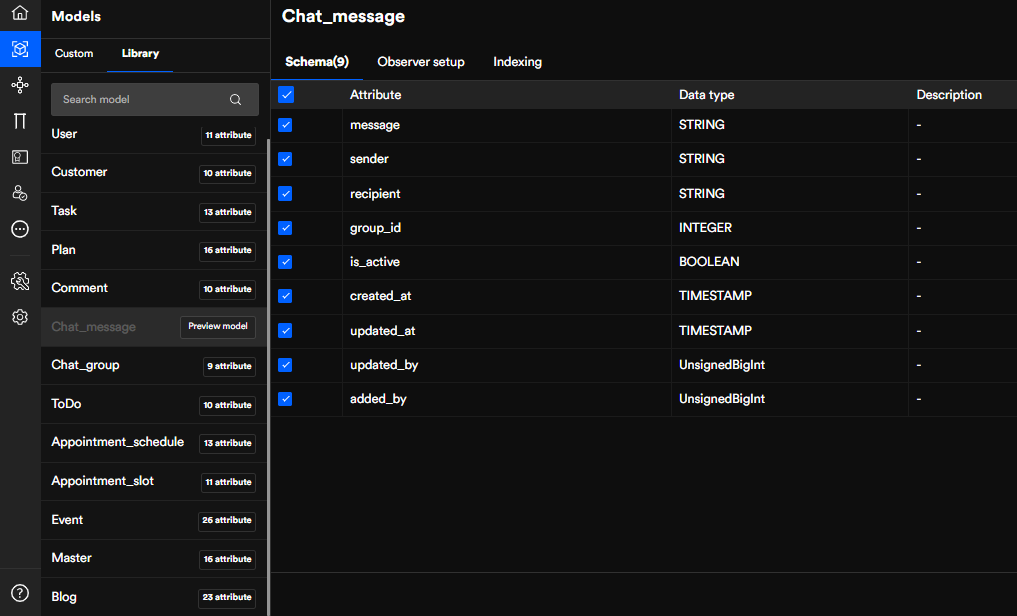 Models
Custom Library
Search model
User 11 attribute
Customer 10 attribute
Task 13 attribute
Plan 16 attribute
Comment 10 attribute
Chat_message Preview model
Chat_group 9 attribute
ToDo 10 attribute
Appointment_schedule 13 attribute
Appointment_slot 11 attribute
Event 26 attribute
Master 16 attribute
Blog 23 attribute
Chat_message
Schema(9) Observer setup Indexing
Attribute Data type Description
message STRING -
sender STRING -
recipient STRING -
group_id INTEGER -
is_active BOOLEAN -
created_at TIMESTAMP -
updated_at TIMESTAMP -
updated_by UnsignedBigInt -
added_by UnsignedBigInt -